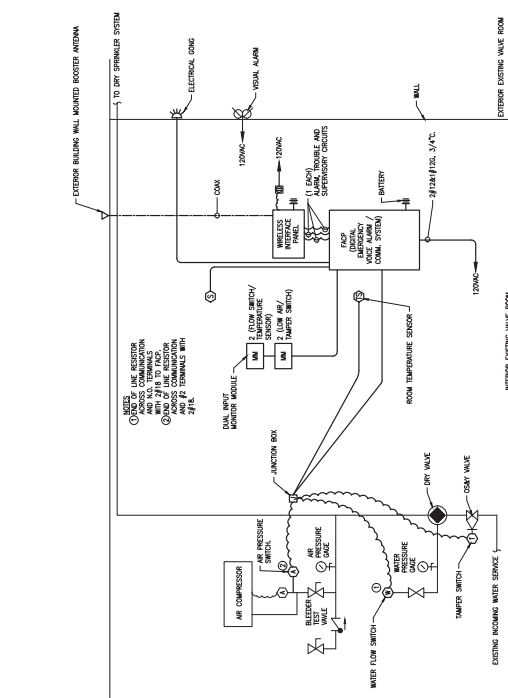 EXTERIOR BUILDING WALL MOUNTED BOOSTER ANTENNA
TO DRY SPRINKLER SYSTEM
ELECTRICAL GONG
VISUAL ALARM
120VAC
120VAC
COAX
WALL
EXTERIOR EXISTING VALVE ROOM
WIRELESS
INTERFACE
PANEL
(1 EACH)
ALARM, TROUBLE AND
SUPERVISORY CIRCUITS
BATTERY
FACP
(DIGITAL
EMERGENCY
VOICE ALARM /
COMM. SYSTEM)
2#12&1#12G, 3/4"C.
120VAC
S
NOTES
1 END OF LINE RESISTOR
ACROSS COMMUNICATION
AND N.O. TERMINALS
WITH 2#18 TO FACP.
2 END OF LINE RESISTOR
ACROSS COMMUNICATION
AND #2 TERMINALS WITH
2#18.
DUAL INPUT
MONITOR MODULE
MM
2 (FLOW SWITCH/
TEMPERATURE
SENSOR)
MM
2 (LOW AIR/
TAMPER SWITCH)
TS
ROOM TEMPERATURE SENSOR
JUNCTION BOX
J
AIR COMPRESSOR
AIR PRESSURE
SWITCH.
2
A
A
AIR
PRESSURE
GAGE
BLEEDER
TEST
VAVLE
WATER FLOW SWITCH
1
W
WATER
PRESSURE
GAGE
DRY VALVE
OS&Y VALVE
TAMPER SWITCH
T
EXISTING INCOMING WATER SERVICE